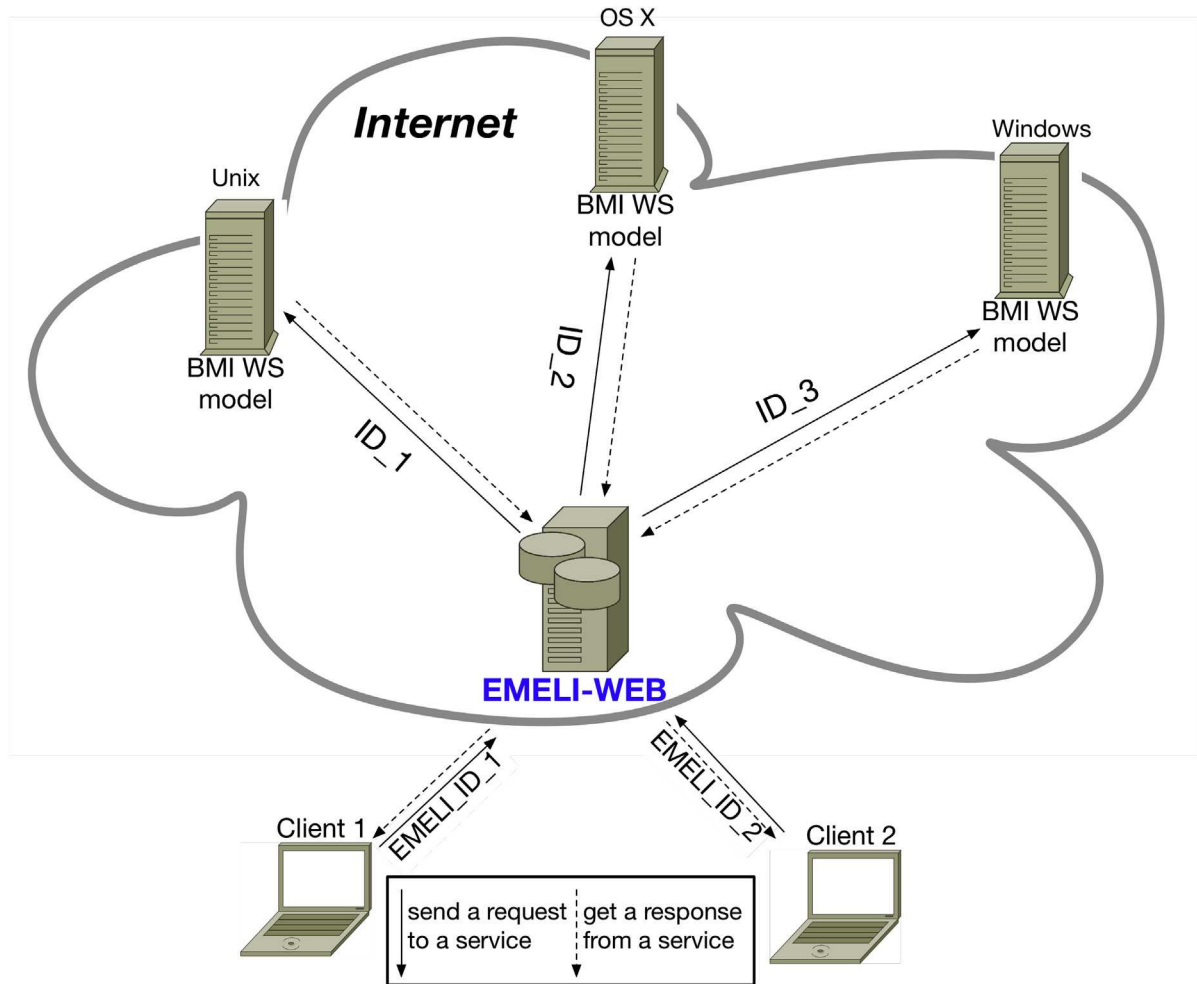 OS X
Internet
Windows
Unix
BMI WS
model
BMI WS
model
BMI WS
model
ID_1
ID_2
ID_3
EMELI-WEB
EMELI_ID_1
EMELI_ID_2
Client 1
Client 2
send a request
to a service
get a response
from a service